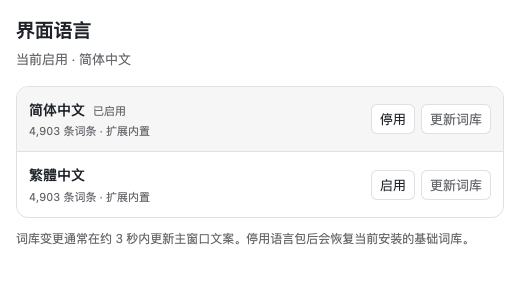 界面语言
当前启用 · 简体中文
简体中文 已启用
4,903 条词条 · 扩展内置
停用 更新词库
繁體中文
4,903 条词条 · 扩展内置
启用 更新词库
词库变更通常在约 3 秒内更新主窗口文案。停用语言包后会恢复当前安装的基础词库。